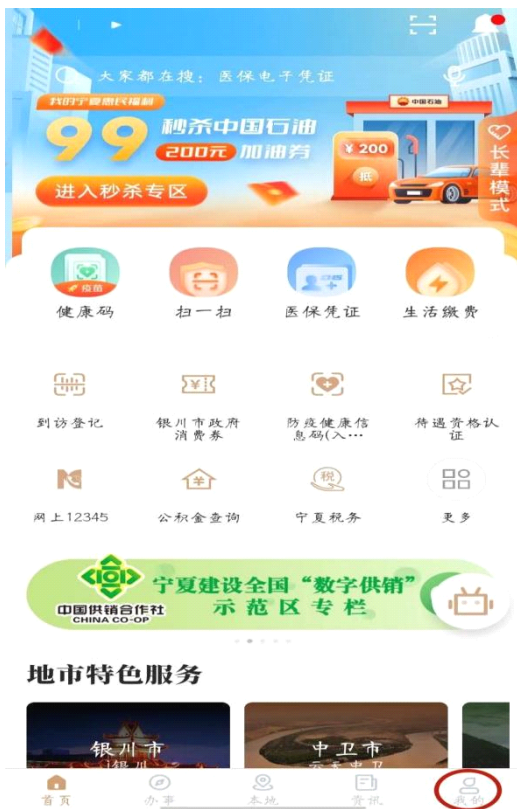 大家都在搜：医保电子凭证
我的宁夏惠民福利
99
秒杀中国石油
200元 加油券
进入秒杀专区
中国石油
¥ 200
抵
长辈模式
疫苗
健康码
扫一扫
医保凭证
生活缴费
到访登记
银川市政府
消费券
防疫健康信
息码(入…
待遇资格认
证
网上12345
公积金查询
税
宁夏税务
更多
中国供销合作社
CHINA CO-OP
宁夏建设全国“数字供销”
示范区专栏
地市特色服务
银川市
中卫市
首页
办事
本地
资讯
我的